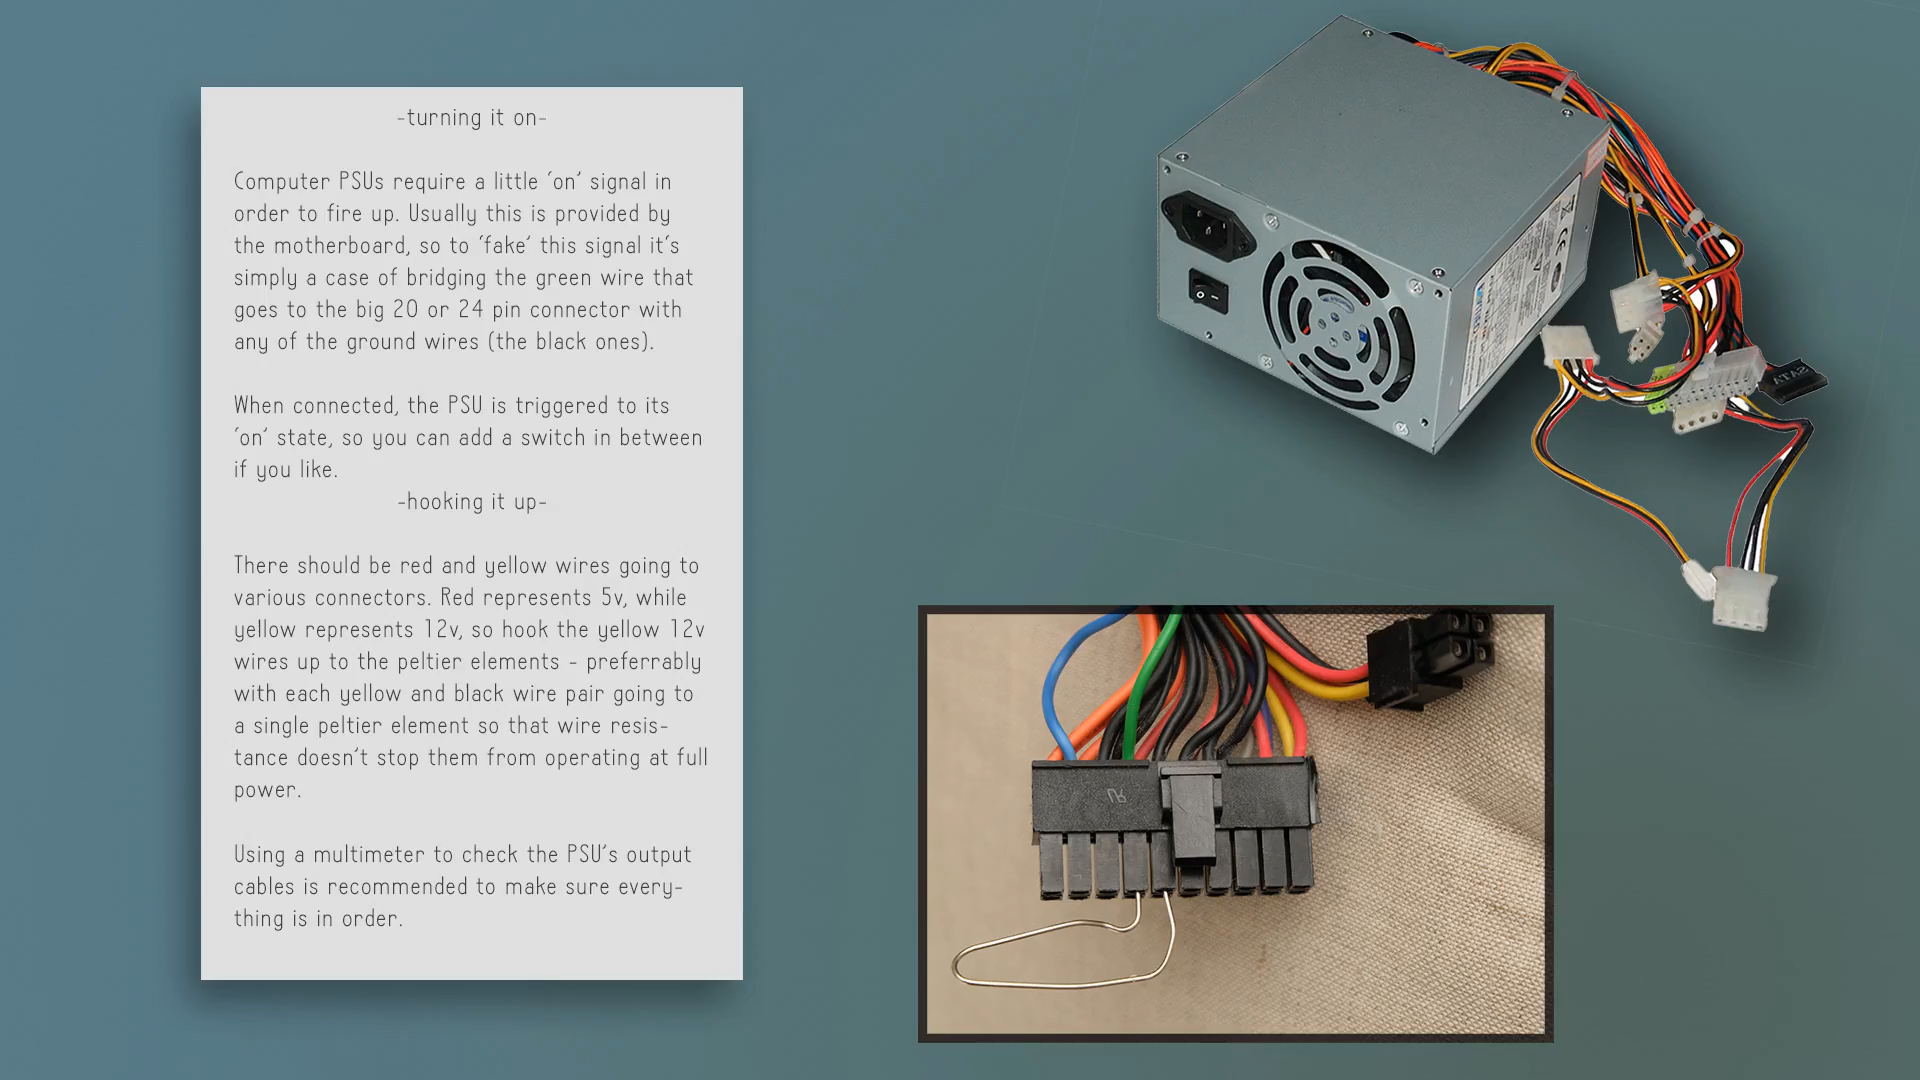 -turning it on-
Computer PSUs require a little 'on' signal in
order to fire up. Usually this is provided by
the motherboard, so to 'fake' this signal it's
simply a case of bridging the green wire that
goes to the big 20 or 24 pin connector with
any of the ground wires (the black ones).
When connected, the PSU is triggered to its
'on' state, so you can add a switch in between
if you like.
-hooking it up-
There should be red and yellow wires going to
various connectors. Red represents 5v, while
yellow represents 12v, so hook the yellow 12v
wires up to the peltier elements - preferrably
with each yellow and black wire pair going to
a single peltier element so that wire resis-
tance doesn't stop them from operating at full
power.
Using a multimeter to check the PSU's output
cables is recommended to make sure every-
thing is in order.
SATA
CE